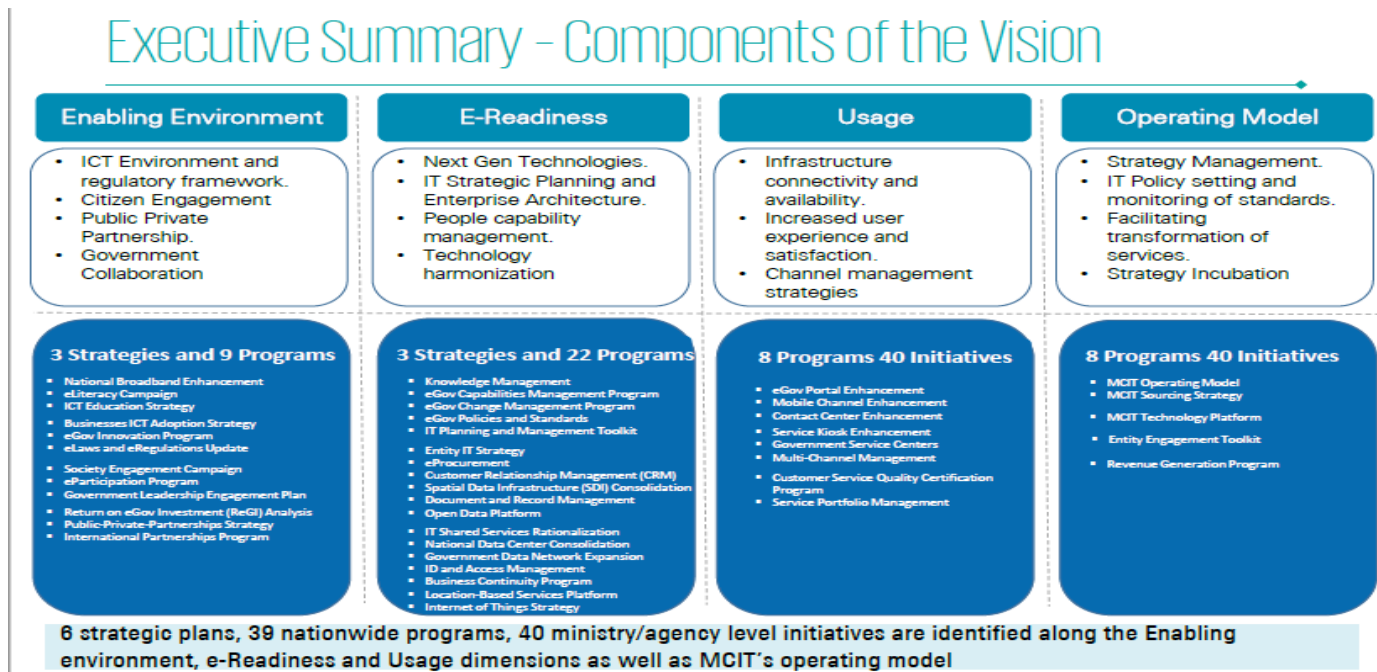 Executive Summary – Components of the Vision
Enabling Environment
• ICT Environment and
regulatory framework.
• Citizen Engagement
• Public Private
Partnership.
• Government
Collaboration
3 Strategies and 9 Programs
▪ National Broadband Enhancement
▪ eLiteracy Campaign
▪ ICT Education Strategy
▪ Businesses ICT Adoption Strategy
▪ eGov Innovation Program
▪ eLaws and eRegulations Update
▪ Society Engagement Campaign
▪ eParticipation Program
▪ Government Leadership Engagement Plan
▪ Return on eGov Investment (ReGI) Analysis
▪ Public-Private-Partnerships Strategy
▪ International Partnerships Program
E-Readiness
• Next Gen Technologies.
• IT Strategic Planning and
Enterprise Architecture.
• People capability
management.
• Technology
harmonization
3 Strategies and 22 Programs
▪ Knowledge Management
▪ eGov Capabilities Management Program
▪ eGov Change Management Program
▪ eGov Policies and Standards
▪ IT Planning and Management Toolkit
▪ Entity IT Strategy
▪ eProcurement
▪ Customer Relationship Management (CRM)
▪ Spatial Data Infrastructure (SDI) Consolidation
▪ Document and Record Management
▪ Open Data Platform
▪ IT Shared Services Rationalization
▪ National Data Center Consolidation
▪ Government Data Network Expansion
▪ ID and Access Management
▪ Business Continuity Program
▪ Location-Based Services Platform
▪ Internet of Things Strategy
Usage
• Infrastructure
connectivity and
availability.
• Increased user
experience and
satisfaction.
• Channel management
strategies
8 Programs 40 Initiatives
▪ eGov Portal Enhancement
▪ Mobile Channel Enhancement
▪ Contact Center Enhancement
▪ Service Kiosk Enhancement
▪ Government Service Centers
▪ Multi-Channel Management
▪ Customer Service Quality Certification
Program
▪ Service Portfolio Management
Operating Model
• Strategy Management.
• IT Policy setting and
monitoring of standards.
• Facilitating
transformation of
services.
• Strategy Incubation
8 Programs 40 Initiatives
▪ MCIT Operating Model
▪ MCIT Sourcing Strategy
▪ MCIT Technology Platform
▪ Entity Engagement Toolkit
▪ Revenue Generation Program
6 strategic plans, 39 nationwide programs, 40 ministry/agency level initiatives are identified along the Enabling
environment, e-Readiness and Usage dimensions as well as MCIT's operating model